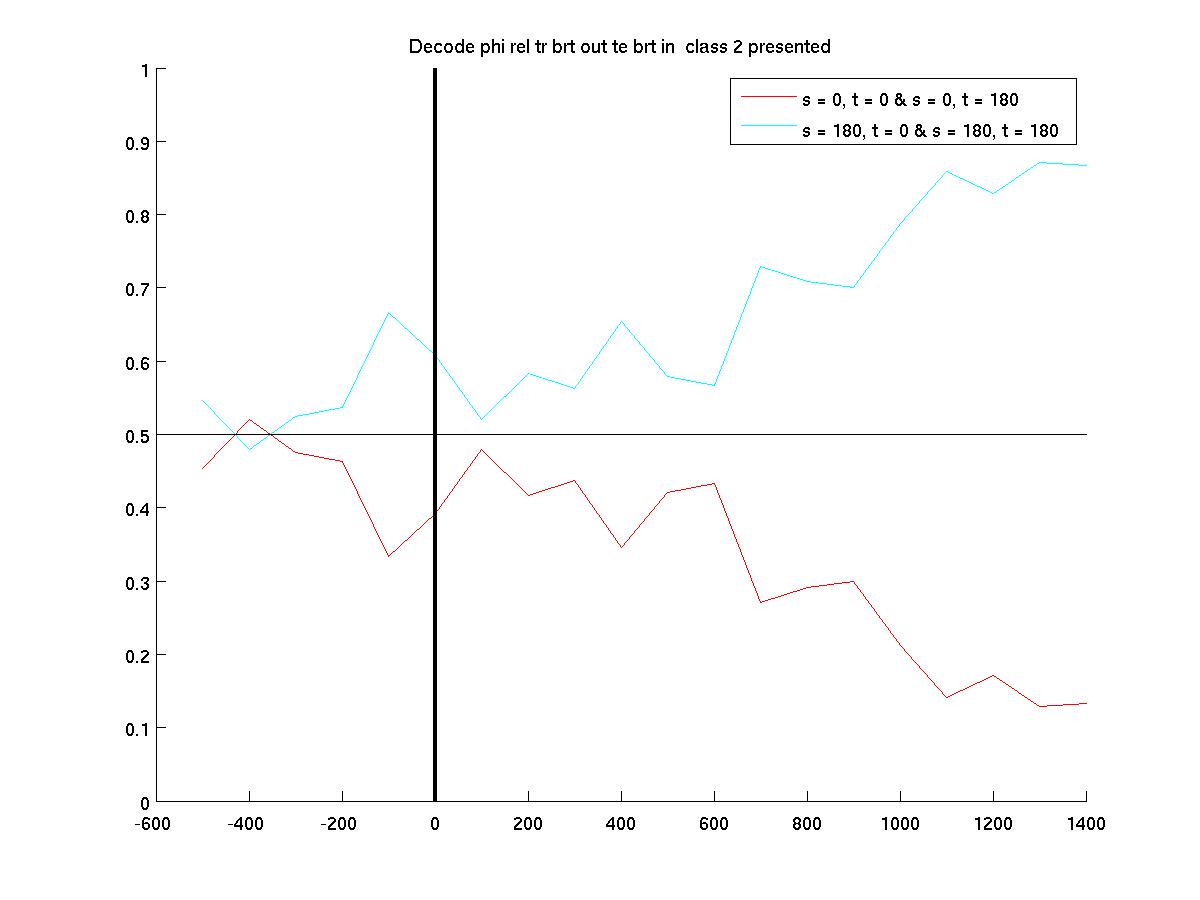 Decode phi rel tr brt out te brt in  class 2 presented
s = 0, t = 0 & s = 0, t = 180
s = 180, t = 0 & s = 180, t = 180
1
0.9
0.8
0.7
0.6
0.5
0.4
0.3
0.2
0.1
0
-600 -400 -200 0 200 400 600 800 1000 1200 1400